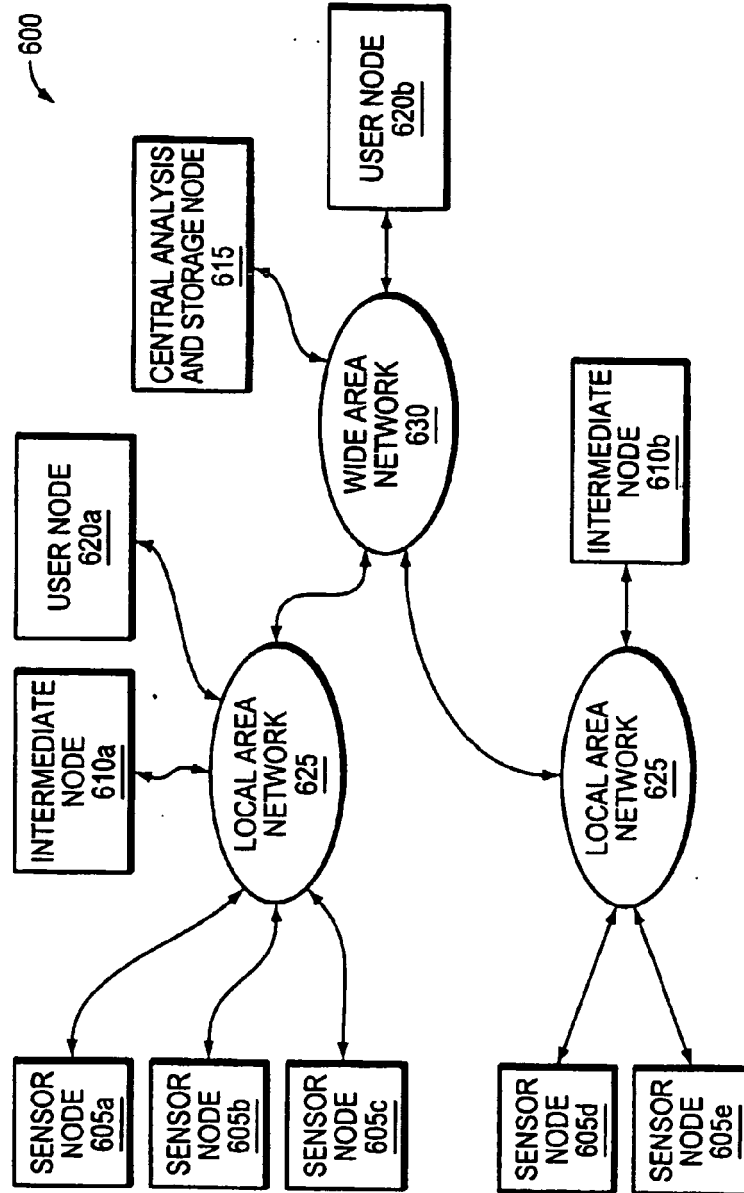 600
SENSOR
NODE
605a
SENSOR
NODE
605b
SENSOR
NODE
605c
INTERMEDIATE
NODE
610a
USER NODE
620a
LOCAL AREA
NETWORK
625
CENTRAL ANALYSIS
AND STORAGE NODE
615
WIDE AREA
NETWORK
630
USER NODE
620b
SENSOR
NODE
605d
SENSOR
NODE
605e
LOCAL AREA
NETWORK
625
INTERMEDIATE
NODE
610b